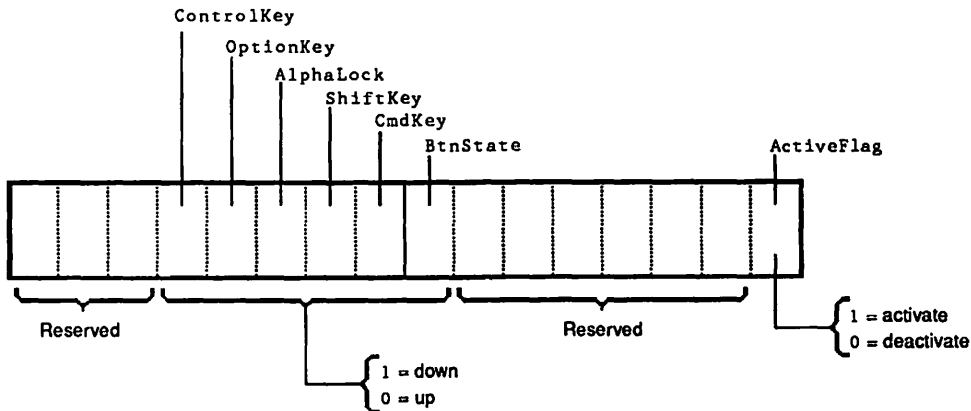 ControlKey
OptionKey
AlphaLock
ShiftKey
CmdKey
BtnState
ActiveFlag
Reserved
Reserved
1 = activate
0 = deactivate
1 = down
0 = up